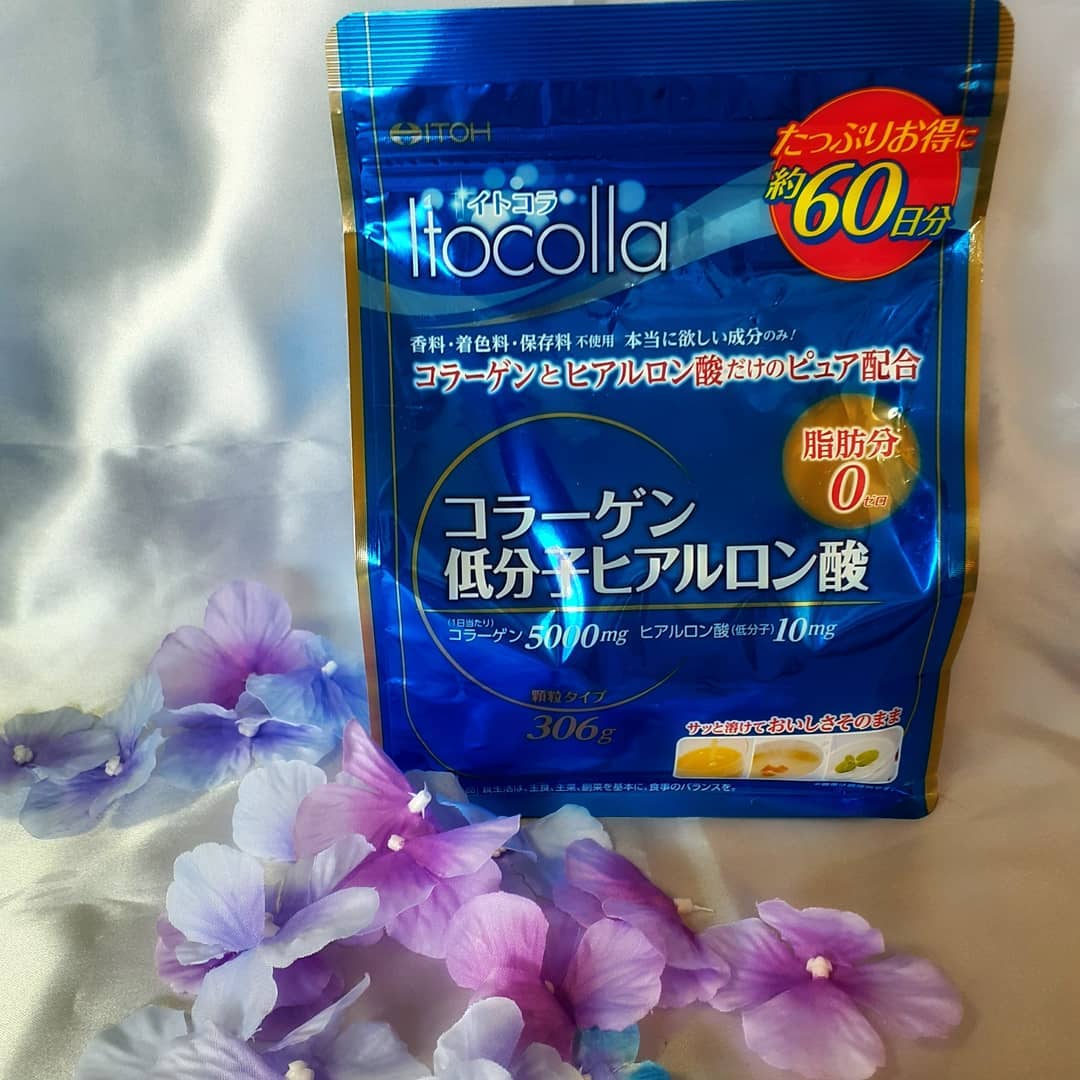 ITOH
たっぷりお得に
約60日分
イトコラ
Itocolla
香料・着色料・保存料 不使用 本当に欲しい成分のみ!
コラーゲンとヒアルロン酸だけのピュア配合
脂肪分
0
ゼロ
コラーゲン
低分子ヒアルロン酸
(1日当たり)
コラーゲン 5000mg ヒアルロン酸(低分子)10mg
顆粒タイプ
306g
サッと溶けておいしさそのまま
食生活は、主食、主菜、副菜を基本に、食事のバランスを。